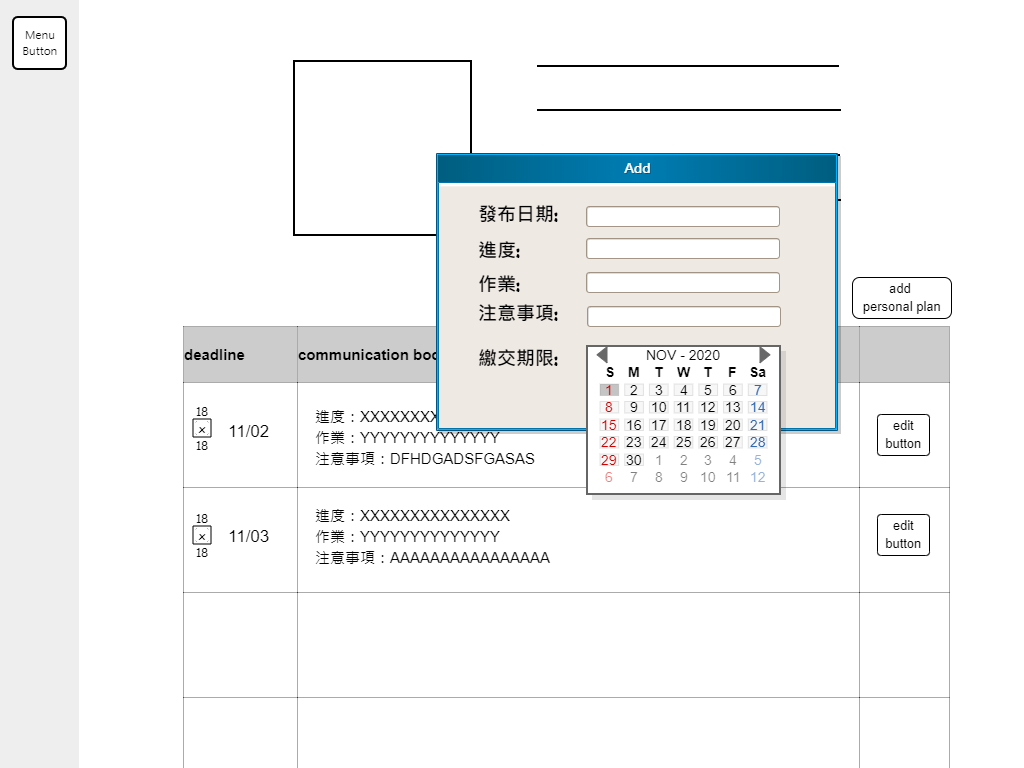 Menu
Button
Add
發布日期:
進度:
作業:
注意事項:
繳交期限:
NOV - 2020
S M T W T F Sa
1 2 3 4 5 6 7
8 9 10 11 12 13 14
15 16 17 18 19 20 21
22 23 24 25 26 27 28
29 30 1 2 3 4 5
6 7 8 9 10 11 12
add
personal plan
deadline
communication
18
x
18
11/02
進度：XXXXXXXX
作業：YYYYYYYYYYYYYY
注意事項：DFHDGADSFGASAS
edit
button
18
x
18
11/03
進度：XXXXXXXXXXXXXXX
作業：YYYYYYYYYYYYYY
注意事項：AAAAAAAAAAAAAAAA
edit
button